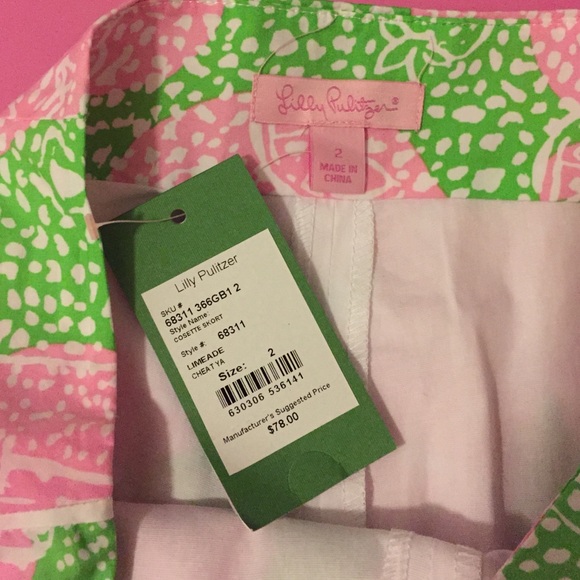 Lilly Pulitzer®
2
MADE IN
CHINA
Lilly Pulitzer
SKU #
68311 366GB1 2
Style Name:
COSETTE SKORT
Style #: 68311
LIMEADE
CHEAT YA
Size: 2
630306 536141
Manufacturer's Suggested Price
$78.00